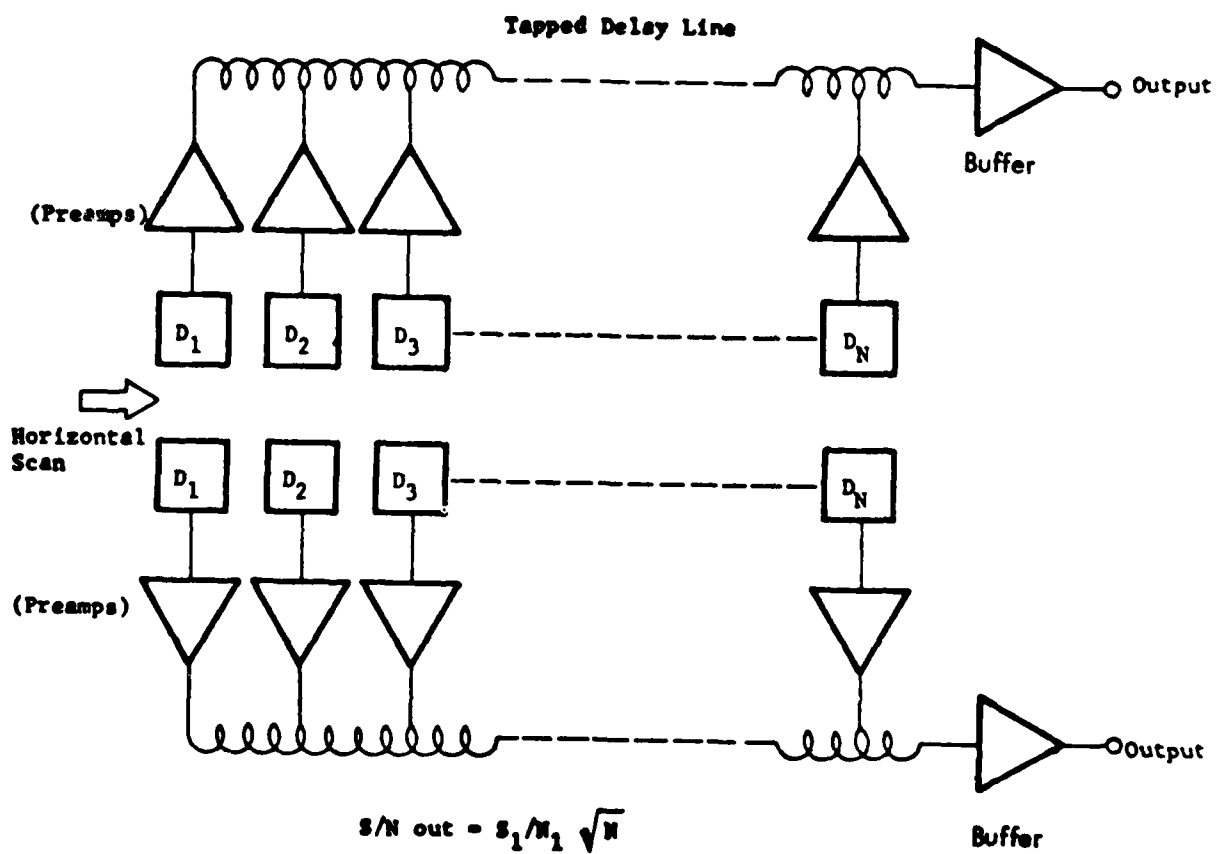 Tapped Delay Line
Output
Buffer
(Preamps)
D1 D2 D3 DN
Horizontal
Scan
D1 D2 D3 DN
(Preamps)
Output
S/N out = S1/N1 √N
Buffer